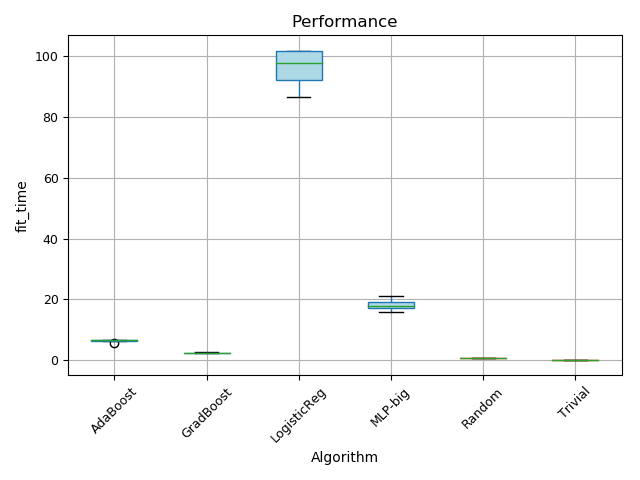 Performance
fit_time
100
80
60
40
20
0
AdaBoost
GradBoost
LogisticReg
MLP-big
Random
Trivial
Algorithm